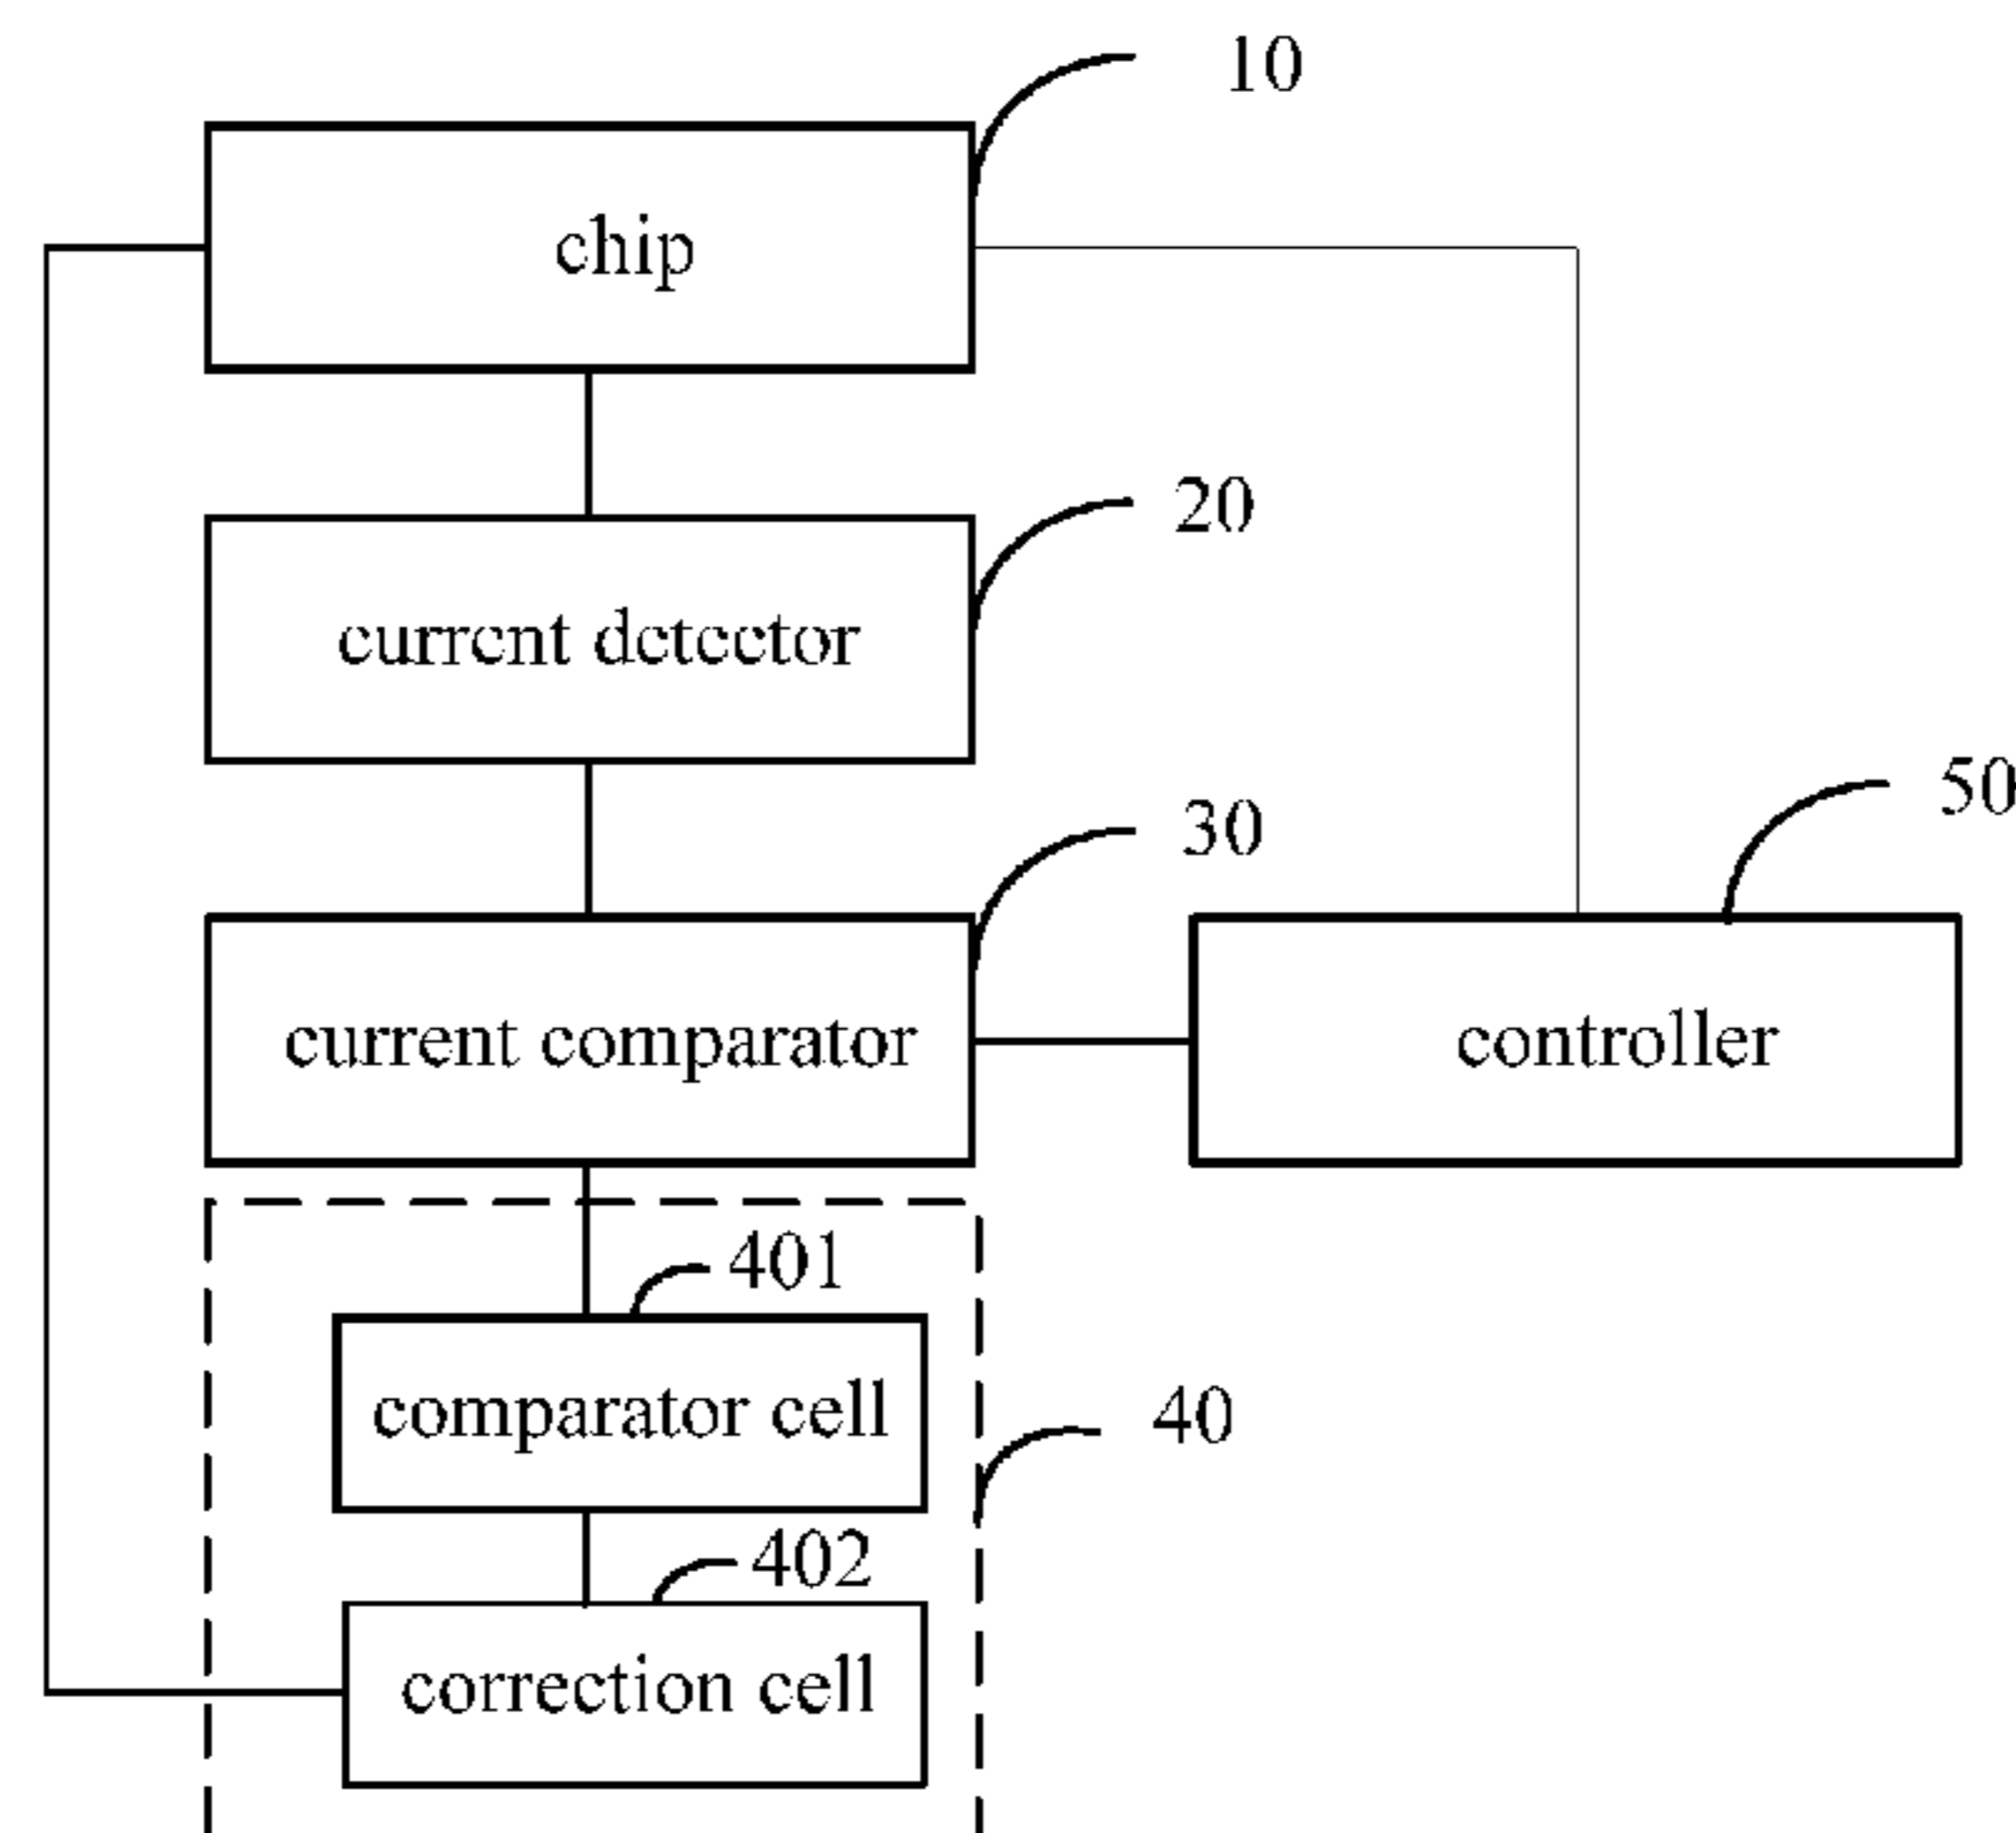 10
chip
20
current detector
50
30
current comparator
controller
401
comparator cell
40
402
correction cell